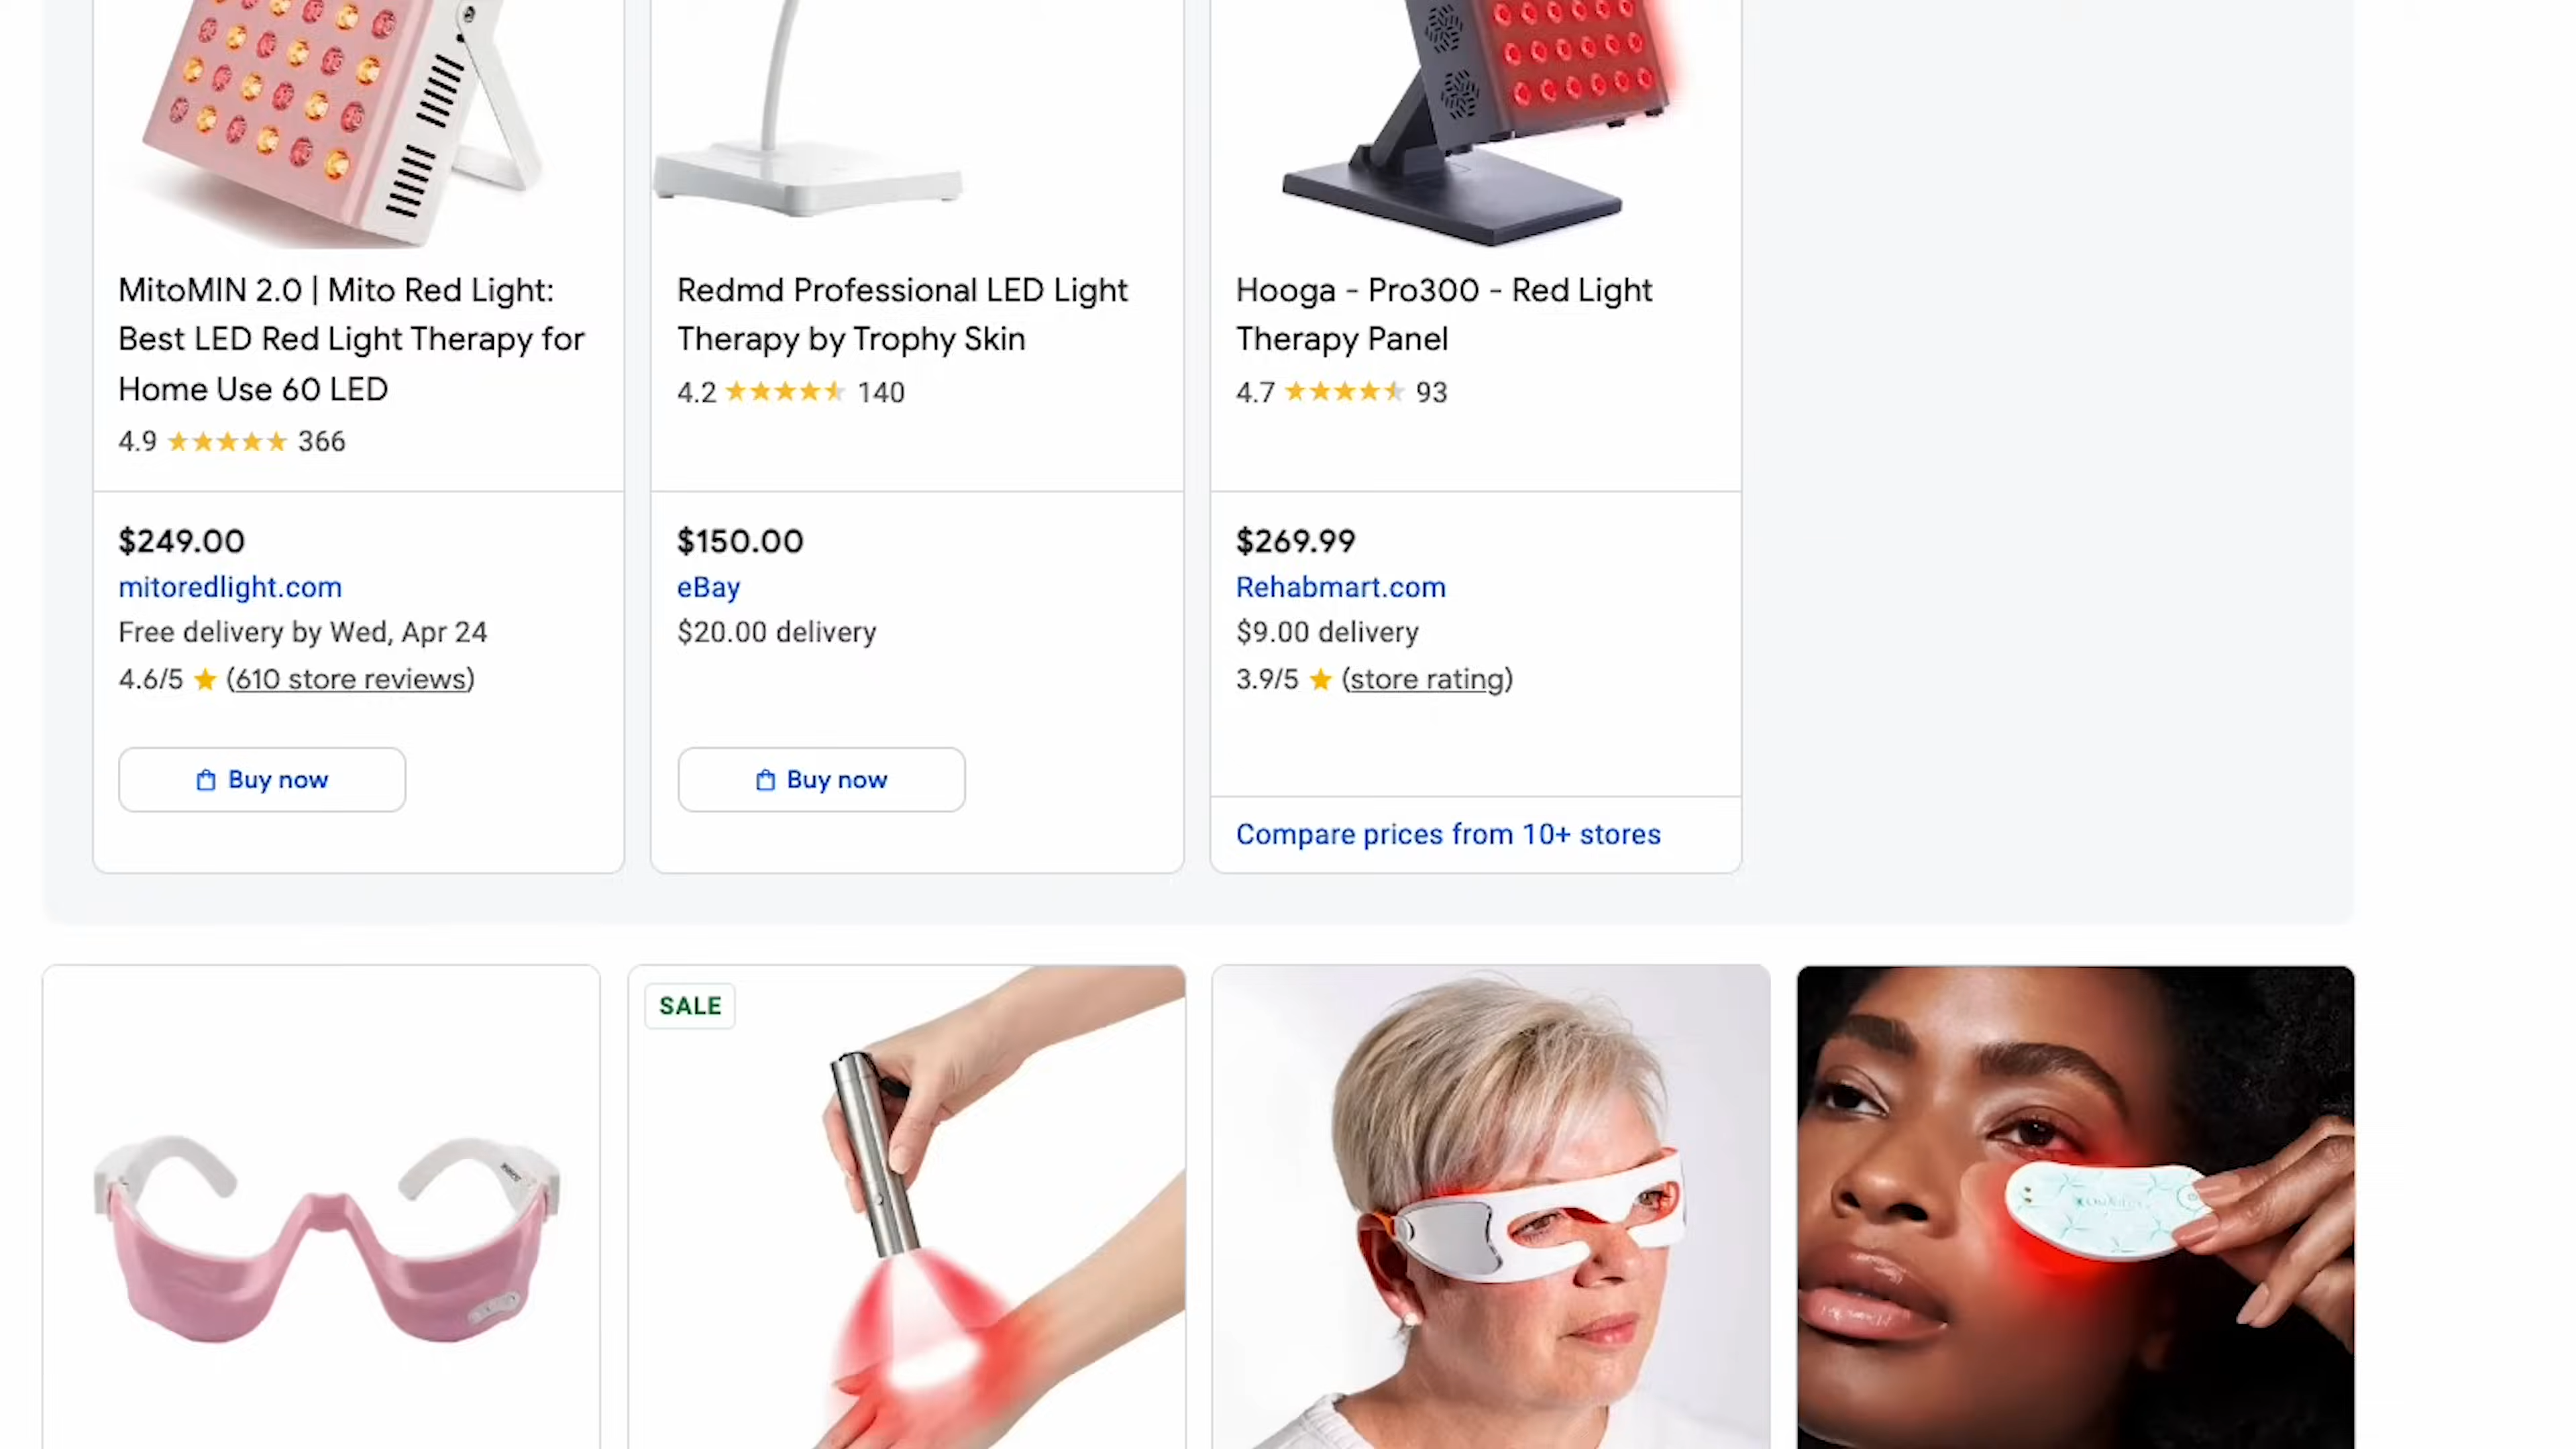 MitoMIN 2.0 | Mito Red Light:
Best LED Red Light Therapy for
Home Use 60 LED
4.9 366
$249.00
mitoredlight.com
Free delivery by Wed, Apr 24
4.6/5 (610 store reviews)
Buy now
Redmd Professional LED Light
Therapy by Trophy Skin
4.2 140
$150.00
eBay
$20.00 delivery
Buy now
Hooga - Pro300 - Red Light
Therapy Panel
4.7 93
$269.99
Rehabmart.com
$9.00 delivery
3.9/5 (store rating)
Compare prices from 10+ stores
SALE